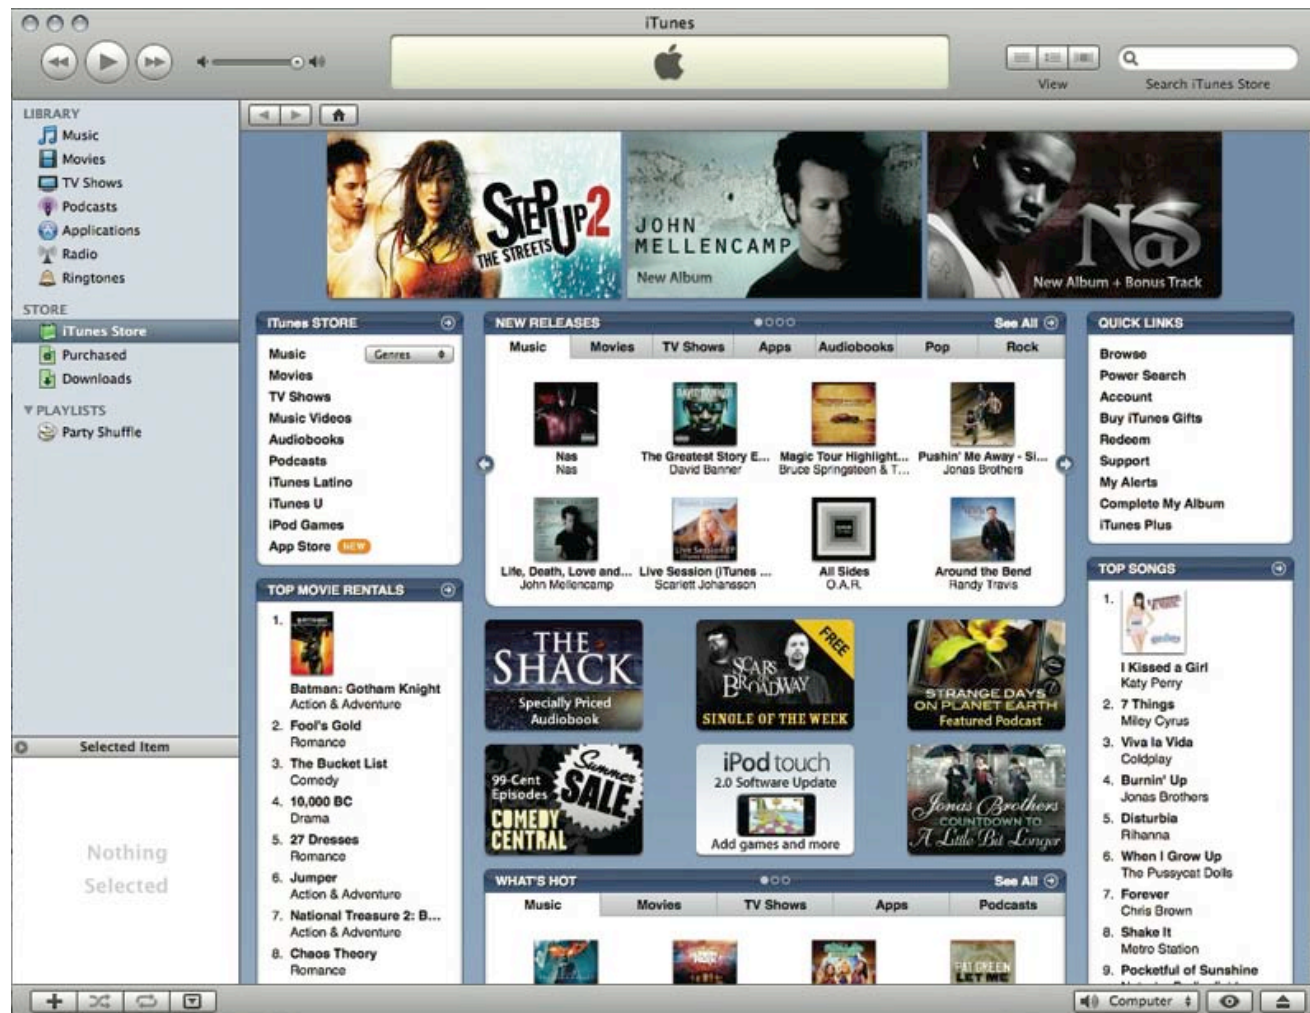 iTunes
View
Search iTunes Store
LIBRARY
Music
Movies
TV Shows
Podcasts
Applications
Radio
Ringtones
STORE
iTunes Store
Purchased
Downloads
PLAYLISTS
Party Shuffle
Selected Item
Nothing
Selected
STEP UP 2
THE STREETS
JOHN
MELLENCAMP
New Album
NAS
New Album + Bonus Track
iTunes STORE
Music Genres
Movies
TV Shows
Music Videos
Audiobooks
Podcasts
iTunes Latino
iTunes U
iPod Games
App Store NEW
TOP MOVIE RENTALS
1.
Batman: Gotham Knight
Action & Adventure
2. Fool's Gold
Romance
3. The Bucket List
Comedy
4. 10,000 BC
Drama
5. 27 Dresses
Romance
6. Jumper
Action & Adventure
7. National Treasure 2: B...
Action & Adventure
8. Chaos Theory
Romance
NEW RELEASES See All
Music Movies TV Shows Apps Audiobooks Pop Rock
Nas
Nas
The Greatest Story E...
David Banner
Magic Tour Highlight...
Bruce Springsteen & T...
Pushin' Me Away - Si...
Jonas Brothers
Life, Death, Love and...
John Mellencamp
Live Session (iTunes ...
Scarlett Johansson
All Sides
O.A.R.
Around the Bend
Randy Travis
THE
SHACK
Specially Priced
Audiobook
FREE
SCARS
ON
BROADWAY
SINGLE OF THE WEEK
STRANGE DAYS
ON PLANET EARTH
Featured Podcast
99-Cent
Episodes
Summer
SALE
COMEDY
CENTRAL
iPod touch
2.0 Software Update
Add games and more
Jonas Brothers
COUNTDOWN TO
A Little Bit Longer
WHAT'S HOT See All
Music Movies TV Shows Apps Podcasts
PAT GREEN
LET ME
QUICK LINKS
Browse
Power Search
Account
Buy iTunes Gifts
Redeem
Support
My Alerts
Complete My Album
iTunes Plus
TOP SONGS
1.
I Kissed a Girl
Katy Perry
2. 7 Things
Miley Cyrus
3. Viva la Vida
Coldplay
4. Burnin' Up
Jonas Brothers
5. Disturbia
Rihanna
6. When I Grow Up
The Pussycat Dolls
7. Forever
Chris Brown
8. Shake It
Metro Station
9. Pocketful of Sunshine
Computer